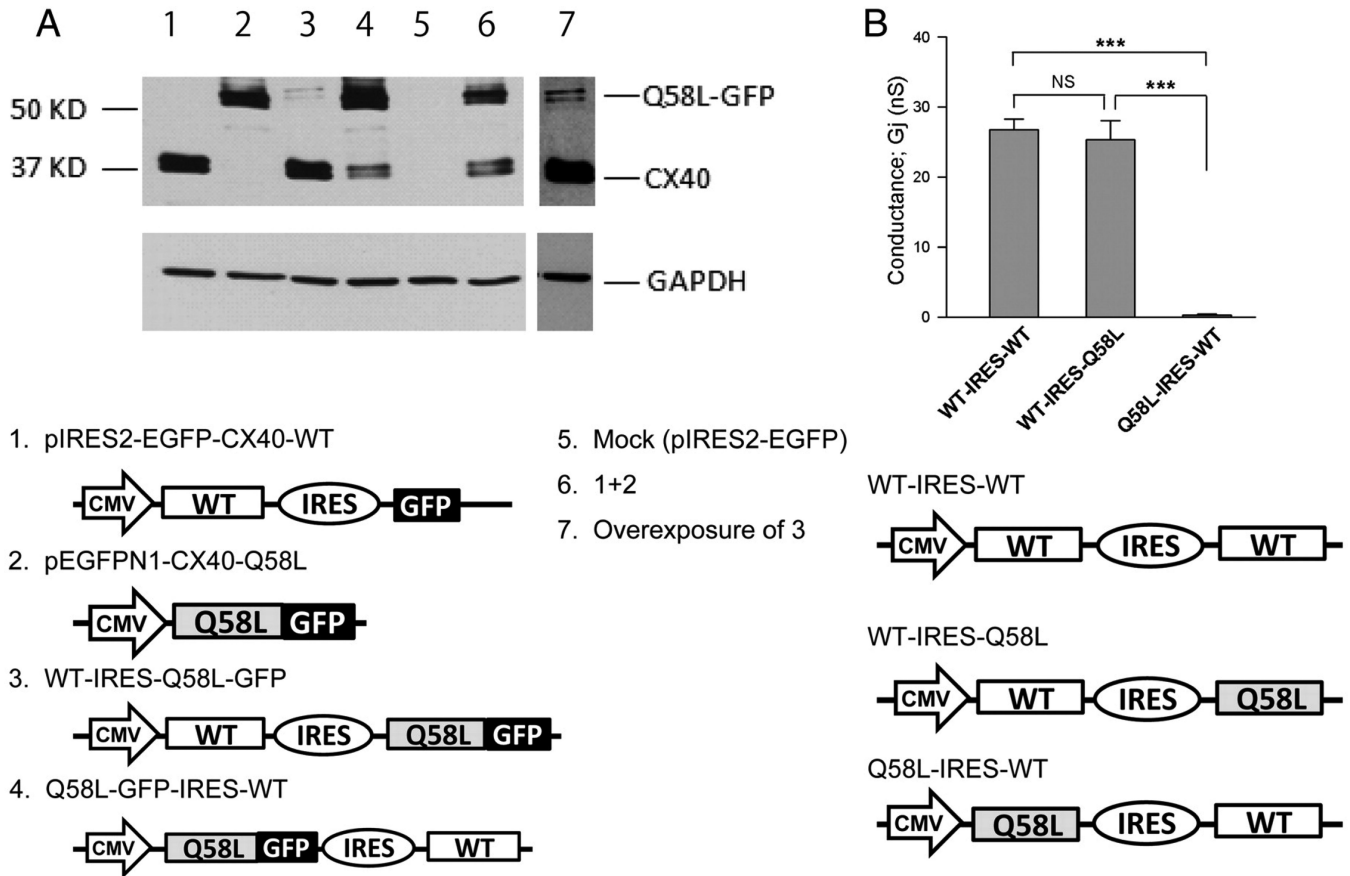 A
1 2 3 4 5 6 7
50 KD
37 KD
Q58L-GFP
CX40
GAPDH
B
Conductance; Gj (nS)
40
30
20
10
0
***
NS
***
WT-IRES-WT
WT-IRES-Q58L
Q58L-IRES-WT
1. pIRES2-EGFP-CX40-WT
CMV WT IRES GFP
2. pEGFPN1-CX40-Q58L
CMV Q58L GFP
3. WT-IRES-Q58L-GFP
CMV WT IRES Q58L GFP
4. Q58L-GFP-IRES-WT
CMV Q58L GFP IRES WT
5. Mock (pIRES2-EGFP)
6. 1+2
7. Overexposure of 3
WT-IRES-WT
CMV WT IRES WT
WT-IRES-Q58L
CMV WT IRES Q58L
Q58L-IRES-WT
CMV Q58L IRES WT